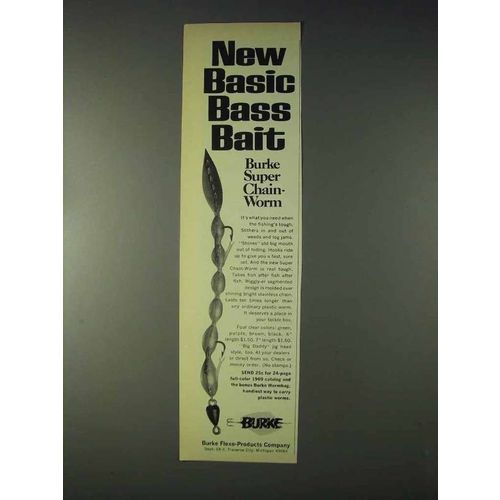 New
Basic
Bass
Bait
Burke
Super
Chain-
Worm
It's what you need when
the fishing's tough.
Slithers in and out of
weeds and log jams.
"Shines" old big mouth
out of hiding. Hooks ride
up to give you a fast, sure
set. And the new Super
Chain-Worm is real tough.
Takes fish after fish after
fish. Wiggly-er segmented
design is molded over
shining bright stainless chain.
Lasts ten times longer than
any ordinary plastic worm.
It deserves a place in
your tackle box.
Four clear colors: green,
purple, brown, black. 6"
length $1.50, 7" length $1.60.
"Big Daddy" jig head
style, too. At your dealers
or direct from us. Check or
money order. (No stamps.)
SEND 25¢ for 24-page
full-color 1969 catalog and
the bonus Burke Wormbag,
handiest way to carry
plastic worms.
BURKE
Burke Flexo-Products Company
Traverse City, Michigan